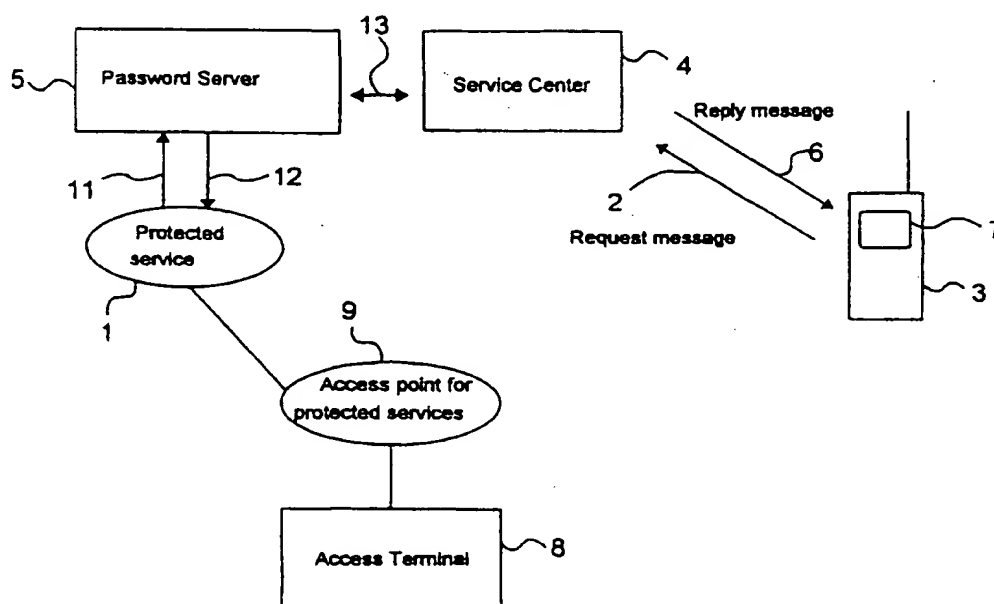 13
5
Password Server
Service Center
4
Reply message
6
11
12
2
Request message
7
Protected
service
3
1
9
Access point for
protected services
Access Terminal
8